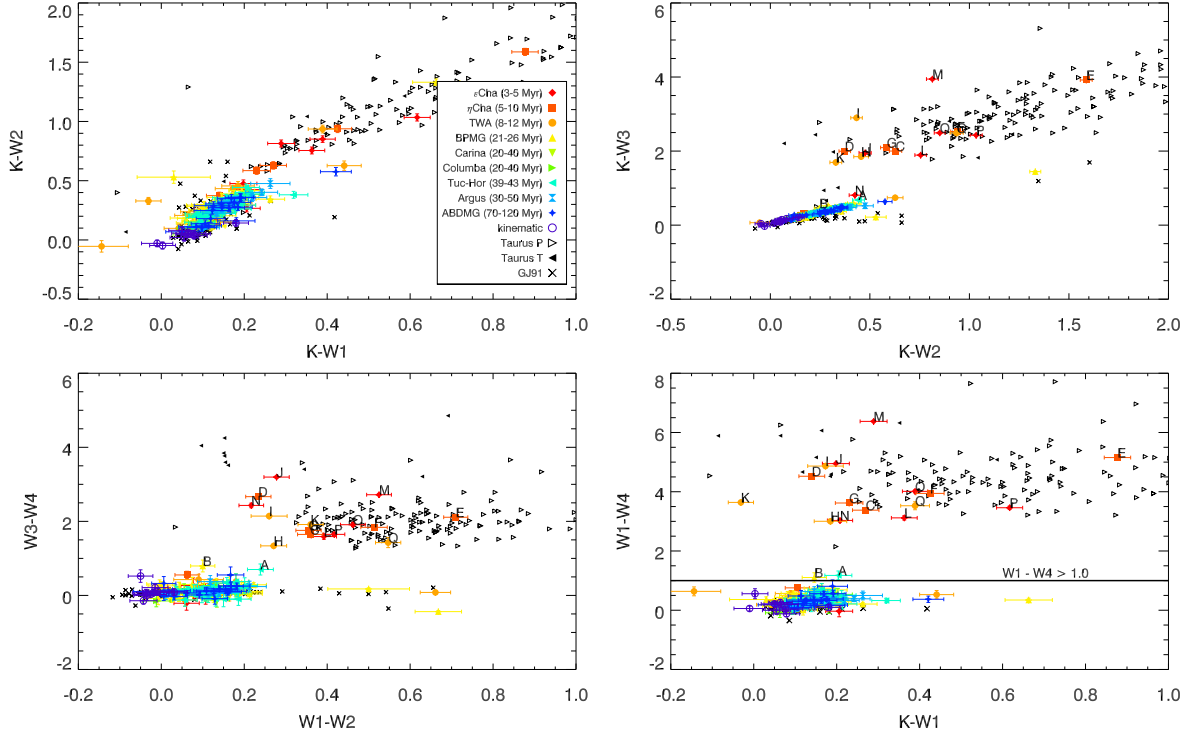 2.0
1.5
1.0
0.5
0.0
-0.5
K-W2
-0.2
0.0
0.2
0.4
0.6
0.8
1.0
K-W1
εCha (3-5 Myr)
ηCha (5-10 Myr)
TWA (8-12 Myr)
BPMG (21-26 Myr)
Carina (20-40 Myr)
Columba (20-40 Myr)
Tuc-Hor (39-43 Myr)
Argus (30-50 Myr)
ABDMG (70-120 Myr)
kinematic
Taurus P
Taurus T
GJ91
6
4
2
0
-2
K-W3
M
E
D
K
H
G
C
N
B
-0.5
0.0
0.5
1.0
1.5
2.0
K-W2
6
4
2
0
-2
W3-W4
J
D
N
I
M
K
E
H
P
B
A
-0.2
0.0
0.2
0.4
0.6
0.8
1.0
W1-W2
8
6
4
2
0
-2
W1-W4
M
I
J
D
E
K
G
C
O
F
Q
P
H
N
L
B
A
W1 - W4 > 1.0
-0.2
0.0
0.2
0.4
0.6
0.8
1.0
K-W1